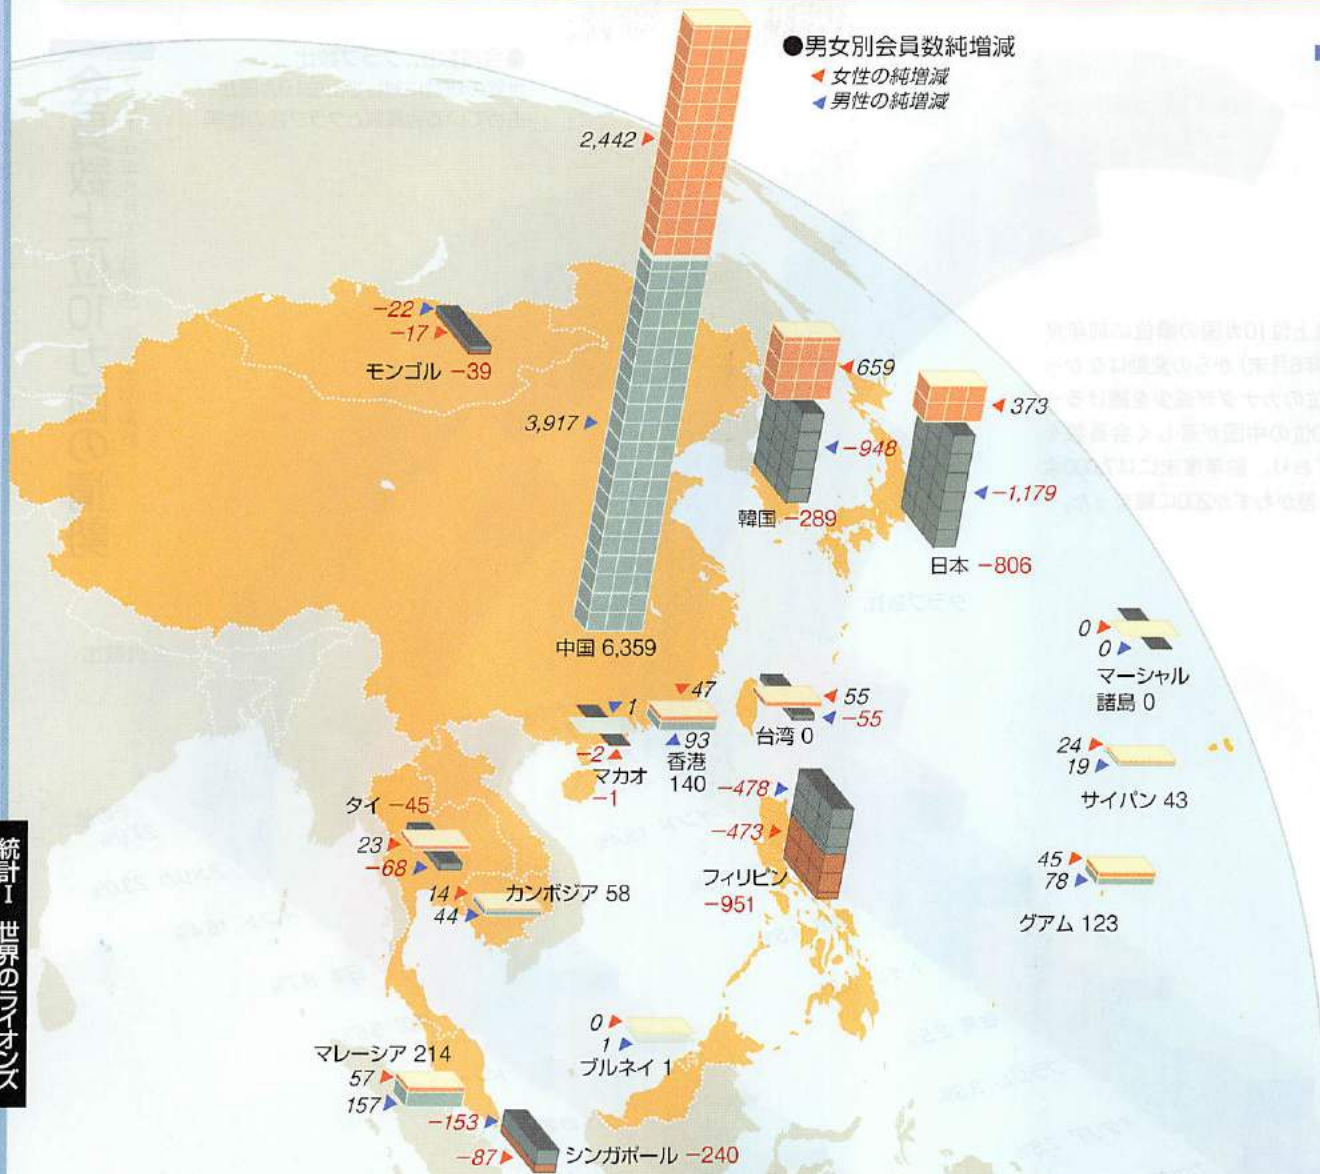 ●男女別会員数純増減
女性の純増減
男性の純増減
2,442
3,917
中国 6,359
-22
-17
モンゴル -39
659
-948
韓国 -289
373
-1,179
日本 -806
0
0
マーシャル
諸島 0
47
93
香港
140
1
-2
マカオ
-1
55
-55
台湾 0
24
19
サイパン 43
タイ -45
23
-68
14
44
カンボジア 58
-478
-473
フィリピン
-951
45
78
グアム 123
0
1
ブルネイ 1
マレーシア 214
57
157
-153
-87
シンガポール -240
統計Ⅰ 世界のライオンズ